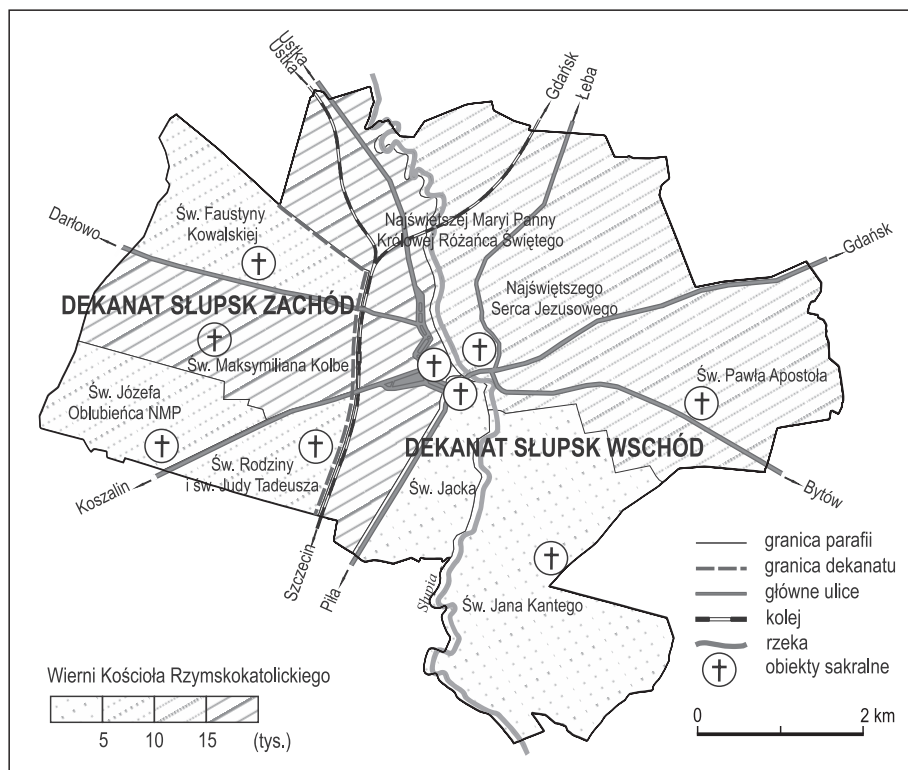 Ustka
Ustka
Gdańsk
Łeba
Darłowo
Św. Faustyny
Kowalskiej
Najświętszej Maryi Panny
Królowej Różańca Świętego
Gdańsk
Najświętszego
Serca Jezusowego
DEKANAT SŁUPSK ZACHÓD
Św. Maksymiliana Kolbe
Św. Pawła Apostoła
Św. Józefa
Oblubieńca NMP
DEKANAT SŁUPSK WSCHÓD
Św. Rodziny
i św. Judy Tadeusza
Św. Jacka
Koszalin
Bytów
Szczecin
Piła
Słupia
Św. Jana Kantego
granica parafii
granica dekanatu
główne ulice
kolej
rzeka
obiekty sakralne
Wierni Kościoła Rzymskokatolickiego
5 10 15 (tys.)
0 2 km